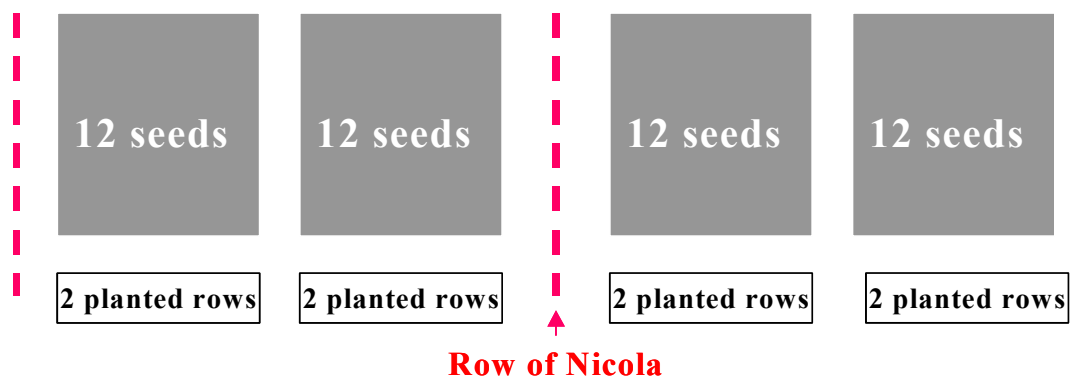 12 seeds 12 seeds 12 seeds 12 seeds
2 planted rows 2 planted rows 2 planted rows 2 planted rows
Row of Nicola